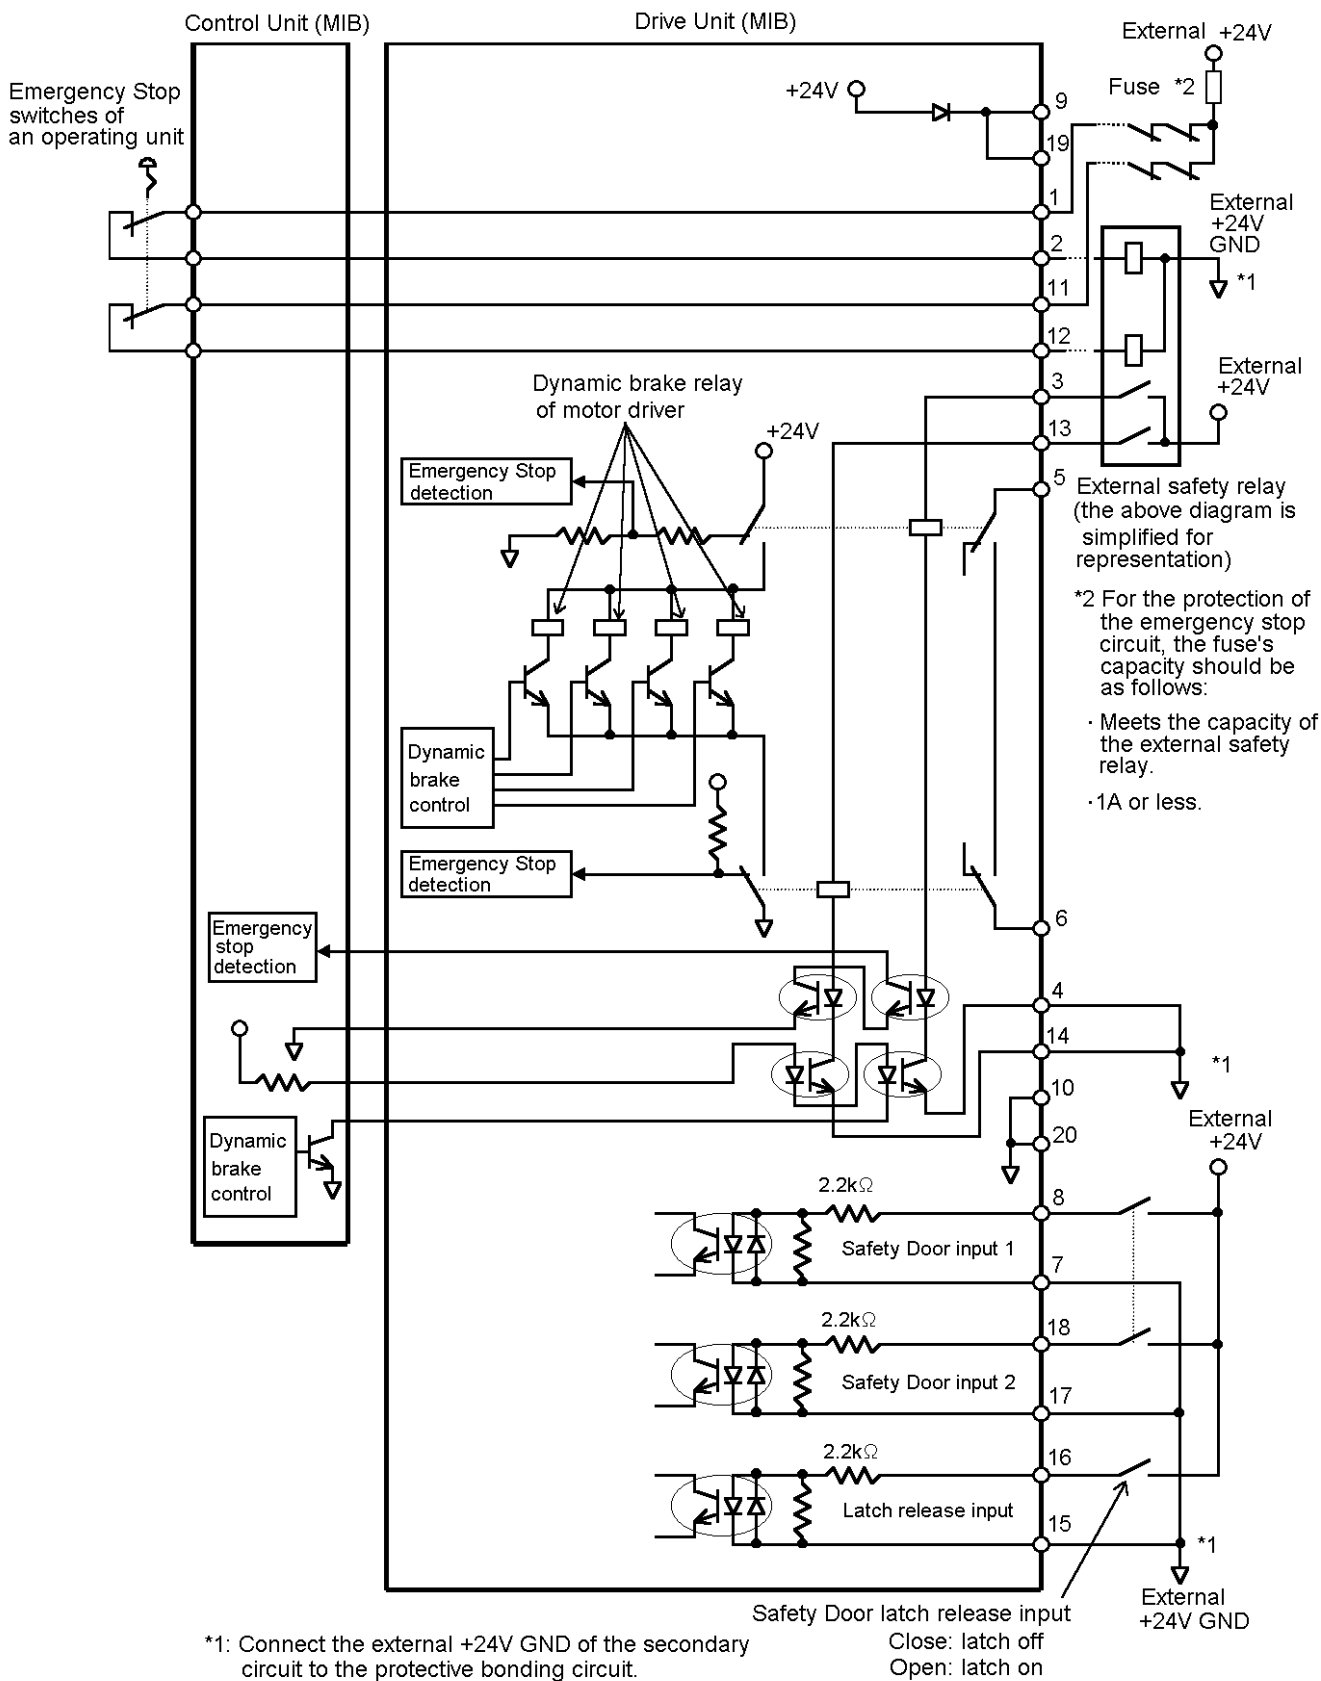 Control Unit (MIB)
Drive Unit (MIB)
External +24V
Fuse *2
Emergency Stop
switches of
an operating unit
+24V
9
19
1
2
11
12
3
13
5
External
+24V
GND
*1
External
+24V
Dynamic brake relay
of motor driver
+24V
Emergency Stop
detection
External safety relay
(the above diagram is
simplified for
representation)
*2 For the protection of
the emergency stop
circuit, the fuse's
capacity should be
as follows:
· Meets the capacity of
the external safety
relay.
·1A or less.
Dynamic
brake
control
Emergency Stop
detection
6
Emergency
stop
detection
4
14
*1
10
20
Dynamic
brake
control
External
+24V
2.2kΩ
8
Safety Door input 1
7
2.2kΩ
18
Safety Door input 2
17
2.2kΩ
16
Latch release input
15
*1
External
+24V GND
Safety Door latch release input
Close: latch off
Open: latch on
*1: Connect the external +24V GND of the secondary
circuit to the protective bonding circuit.